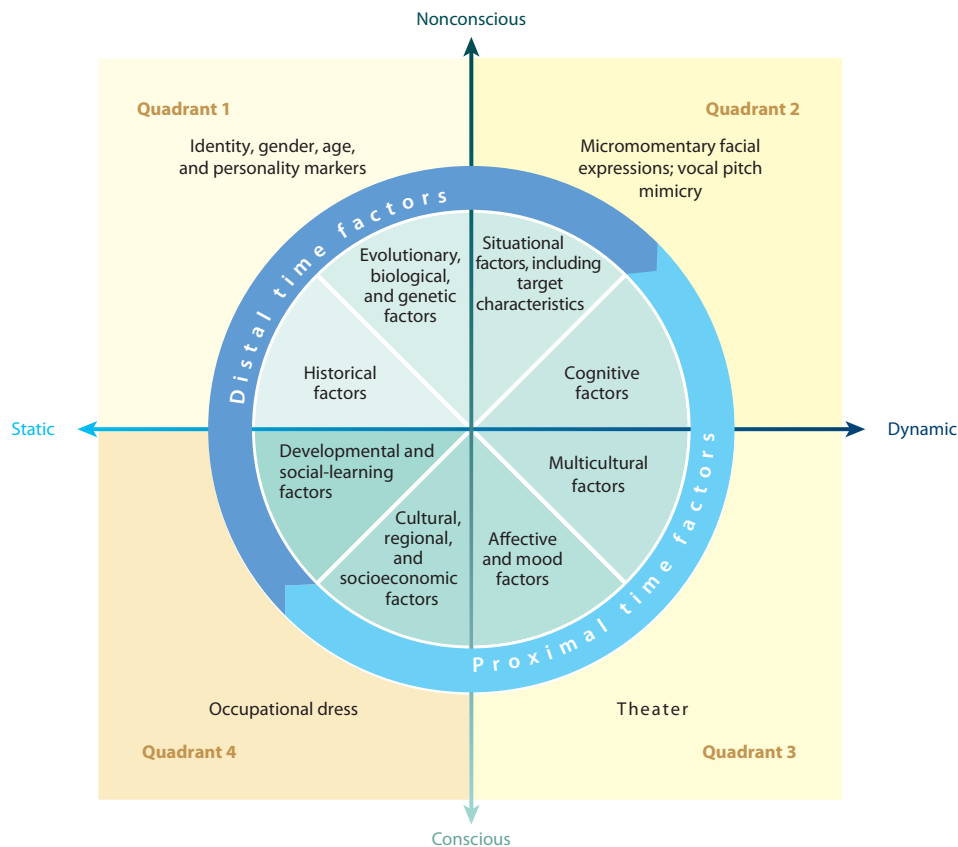 Nonconscious
Quadrant 1
Identity, gender, age,
and personality markers
Quadrant 2
Micromomentary facial
expressions; vocal pitch
mimicry
Distal time factors
Evolutionary,
biological,
and genetic
factors
Situational
factors, including
target
characteristics
Historical
factors
Cognitive
factors
Static
Dynamic
Developmental and
social-learning
factors
Multicultural
factors
Cultural,
regional,
and
socioeconomic
factors
Affective
and mood
factors
Proximal time factors
Occupational dress
Quadrant 4
Theater
Quadrant 3
Conscious